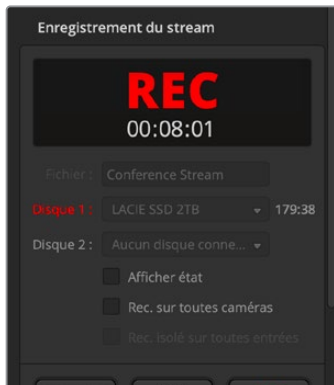 Enregistrement du stream
REC
00:08:01
Fichier : Conference Stream
Disque 1 : LACIE SSD 2TB 179:38
Disque 2 : Aucun disque conne...
Afficher état
Rec. sur toutes caméras
Rec. isolé sur toutes entrées